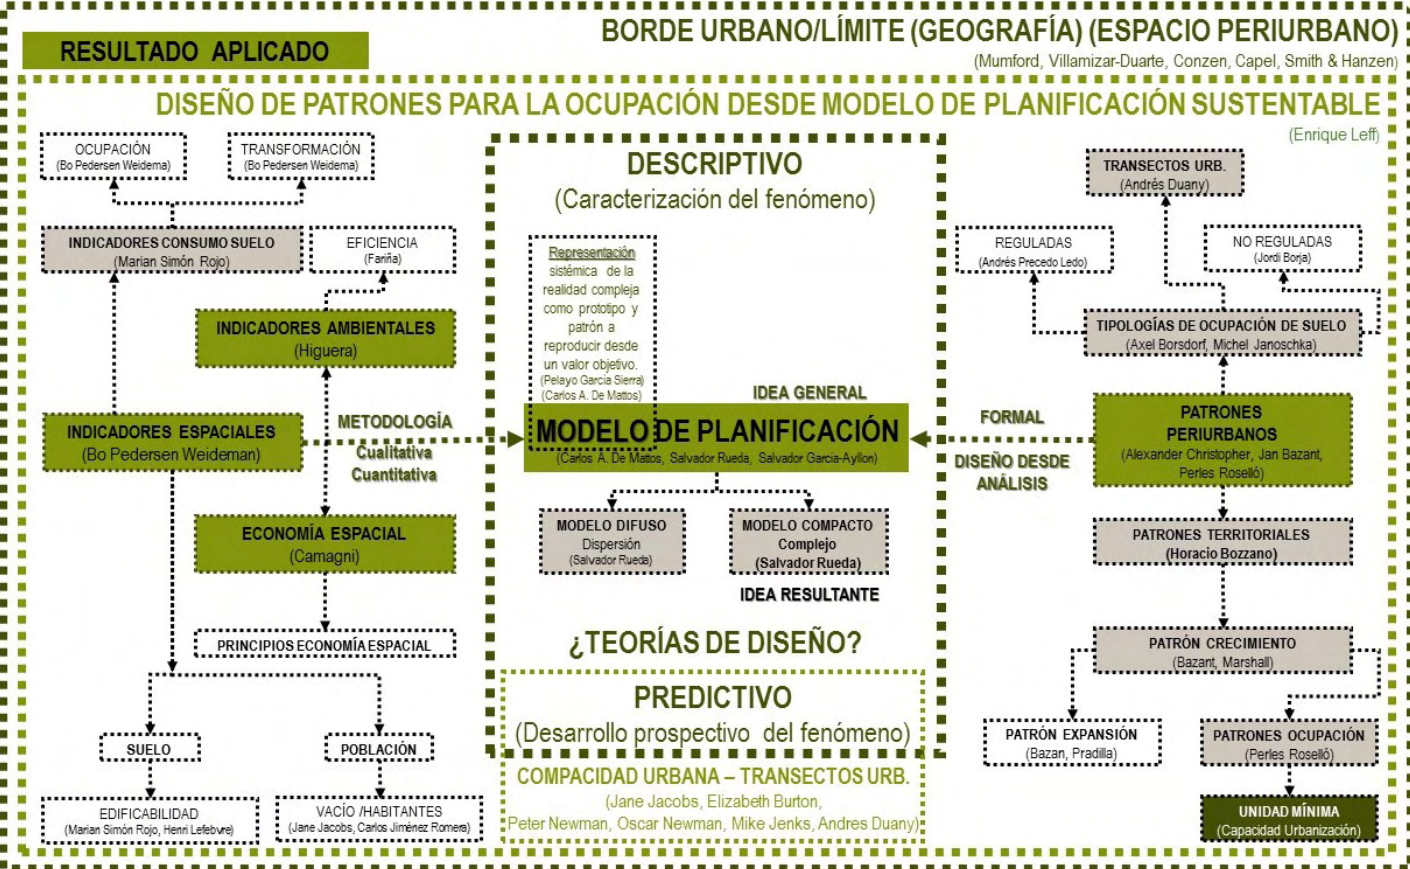 RESULTADO APLICADO
BORDE URBANO/LÍMITE (GEOGRAFÍA) (ESPACIO PERIURBANO)
(Mumford, Villamizar-Duarte, Conzen, Capel, Smith & Hanzen)
DISEÑO DE PATRONES PARA LA OCUPACIÓN DESDE MODELO DE PLANIFICACIÓN SUSTENTABLE
(Enrique Leff)
OCUPACIÓN
(Bo Pedersen Weidema)
TRANSFORMACIÓN
(Bo Pedersen Weidema)
INDICADORES CONSUMO SUELO
(Marian Simón Rojo)
EFICIENCIA
(Fariña)
INDICADORES AMBIENTALES
(Higuera)
INDICADORES ESPACIALES
(Bo Pedersen Weideman)
METODOLOGÍA
Cualitativa
Cuantitativa
ECONOMÍA ESPACIAL
(Camagni)
PRINCIPIOS ECONOMÍA ESPACIAL
SUELO
POBLACIÓN
EDIFICABILIDAD
(Marian Simón Rojo, Henri Lefebvre)
VACÍO /HABITANTES
(Jane Jacobs, Carlos Jiménez Romera)
DESCRIPTIVO
(Caracterización del fenómeno)
Representación
sistémica de la
realidad compleja
como prototipo y
patrón a
reproducir desde
un valor objetivo.
(Pelayo Garcia Sierra)
(Carlos A. De Mattos)
IDEA GENERAL
MODELO DE PLANIFICACIÓN
(Carlos A. De Mattos, Salvador Rueda, Salvador Garcia-Ayllon)
MODELO DIFUSO
Dispersión
(Salvador Rueda)
MODELO COMPACTO
Complejo
(Salvador Rueda)
IDEA RESULTANTE
¿TEORÍAS DE DISEÑO?
PREDICTIVO
(Desarrollo prospectivo del fenómeno)
COMPACIDAD URBANA – TRANSECTOS URB.
(Jane Jacobs, Elizabeth Burton,
Peter Newman, Oscar Newman, Mike Jenks, Andres Duany)
TRANSECTOS URB.
(Andrés Duany)
REGULADAS
(Andrés Precedo Ledo)
NO REGULADAS
(Jordi Borja)
TIPOLOGÍAS DE OCUPACIÓN DE SUELO
(Axel Borsdorf, Michel Janoschka)
FORMAL
DISEÑO DESDE
ANÁLISIS
PATRONES
PERIURBANOS
(Alexander Christopher, Jan Bazant,
Perles Roselló)
PATRONES TERRITORIALES
(Horacio Bozzano)
PATRÓN CRECIMIENTO
(Bazant, Marshall)
PATRÓN EXPANSIÓN
(Bazan, Pradilla)
PATRONES OCUPACIÓN
(Perles Roselló)
UNIDAD MÍNIMA
(Capacidad Urbanización)